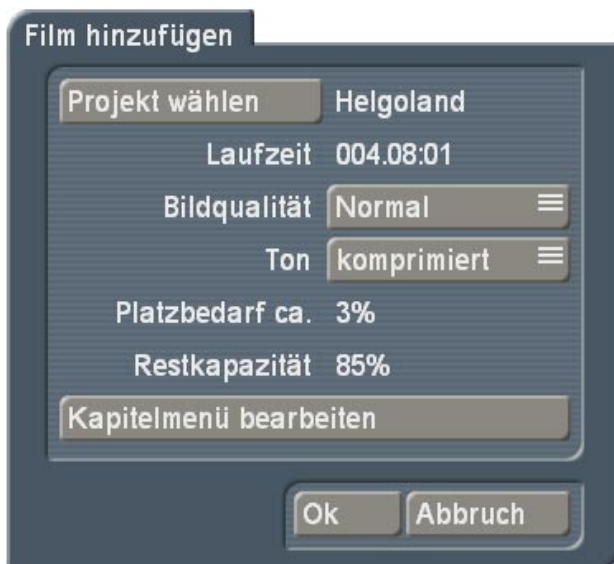 Film hinzufügen
Projekt wählen Helgoland
Laufzeit 004.08:01
Bildqualität Normal
Ton komprimiert
Platzbedarf ca. 3%
Restkapazität 85%
Kapitelmenü bearbeiten
Ok Abbruch